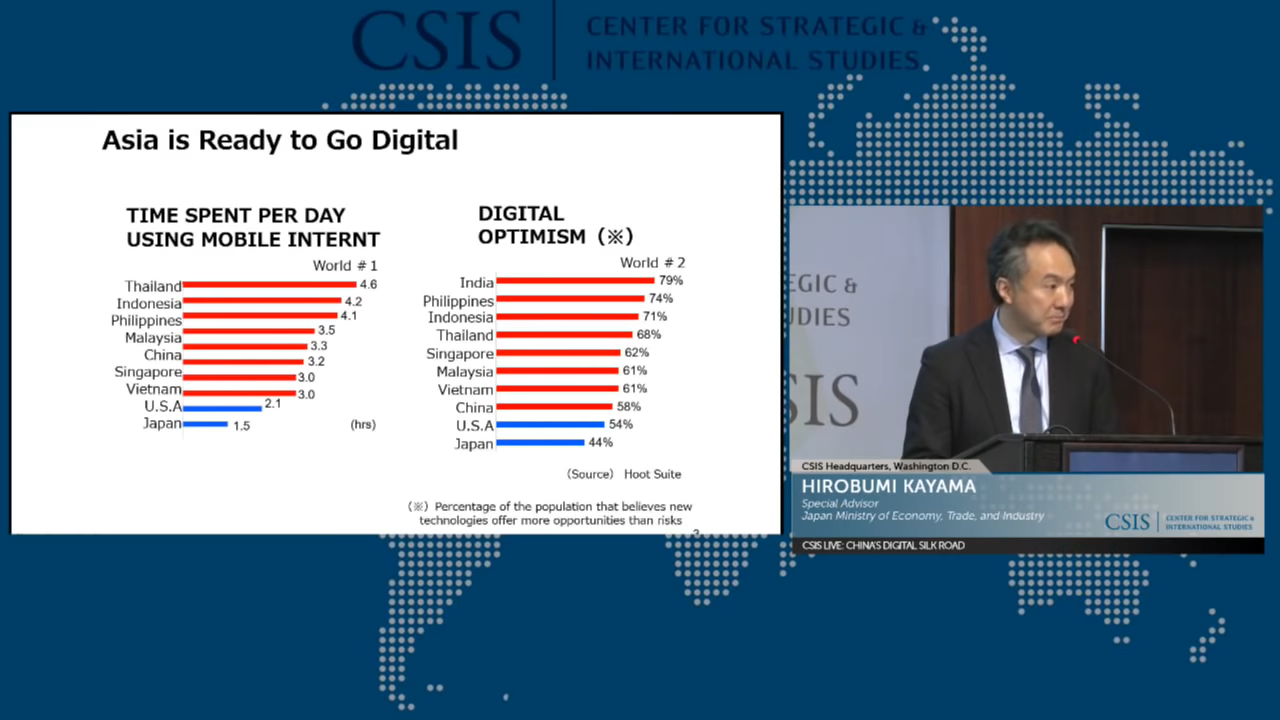 CSIS
CENTER FOR STRATEGIC &
INTERNATIONAL STUDIES
Asia is Ready to Go Digital
TIME SPENT PER DAY
USING MOBILE INTERNT
World #1
Thailand 4.6
Indonesia 4.2
Philippines 4.1
Malaysia 3.5
China 3.3
3.2
Singapore 3.0
Vietnam 3.0
U.S.A 2.1
Japan 1.5 (hrs)
DIGITAL
OPTIMISM (※)
World #2
India 79%
Philippines 74%
Indonesia 71%
Thailand 68%
Singapore 62%
Malaysia 61%
Vietnam 61%
China 58%
U.S.A 54%
Japan 44%
(Source) Hoot Suite
(※) Percentage of the population that believes new
technologies offer more opportunities than risks
EGIC &
UDIES
SIS
CSIS Headquarters, Washington D.C.
HIROBUMI KAYAMA
Special Advisor
Japan Ministry of Economy, Trade, and Industry
CSIS
CENTER FOR STRATEGIC &
INTERNATIONAL STUDIES
CSIS LIVE: CHINA'S DIGITAL SILK ROAD